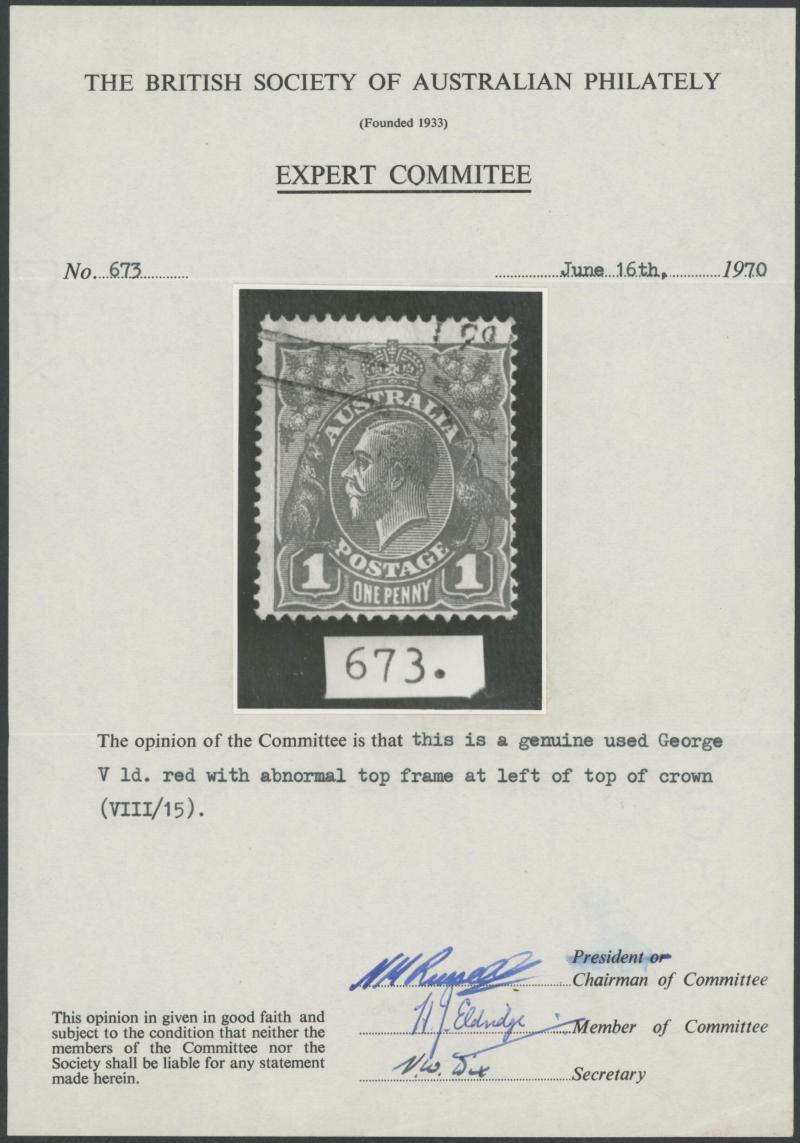 THE BRITISH SOCIETY OF AUSTRALIAN PHILATELY
(Founded 1933)
EXPERT COMMITEE
No. 673
June 16th, 1970
AUSTRALIA
POSTAGE
1 ONE PENNY 1
673.
The opinion of the Committee is that this is a genuine used George
V 1d. red with abnormal top frame at left of top of crown
(VIII/15).
President or
N M Russell Chairman of Committee
H J. Eldridge Member of Committee
N.W. Dix Secretary
This opinion in given in good faith and
subject to the condition that neither the
members of the Committee nor the
Society shall be liable for any statement
made herein.